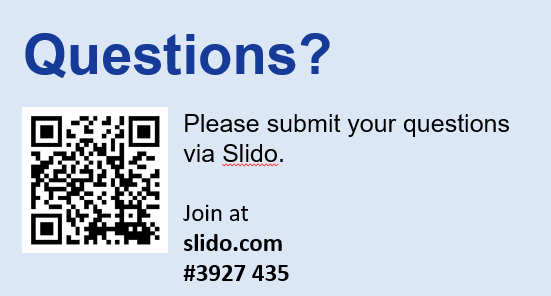 Questions?
Please submit your questions
via Slido.
Join at
slido.com
#3927 435